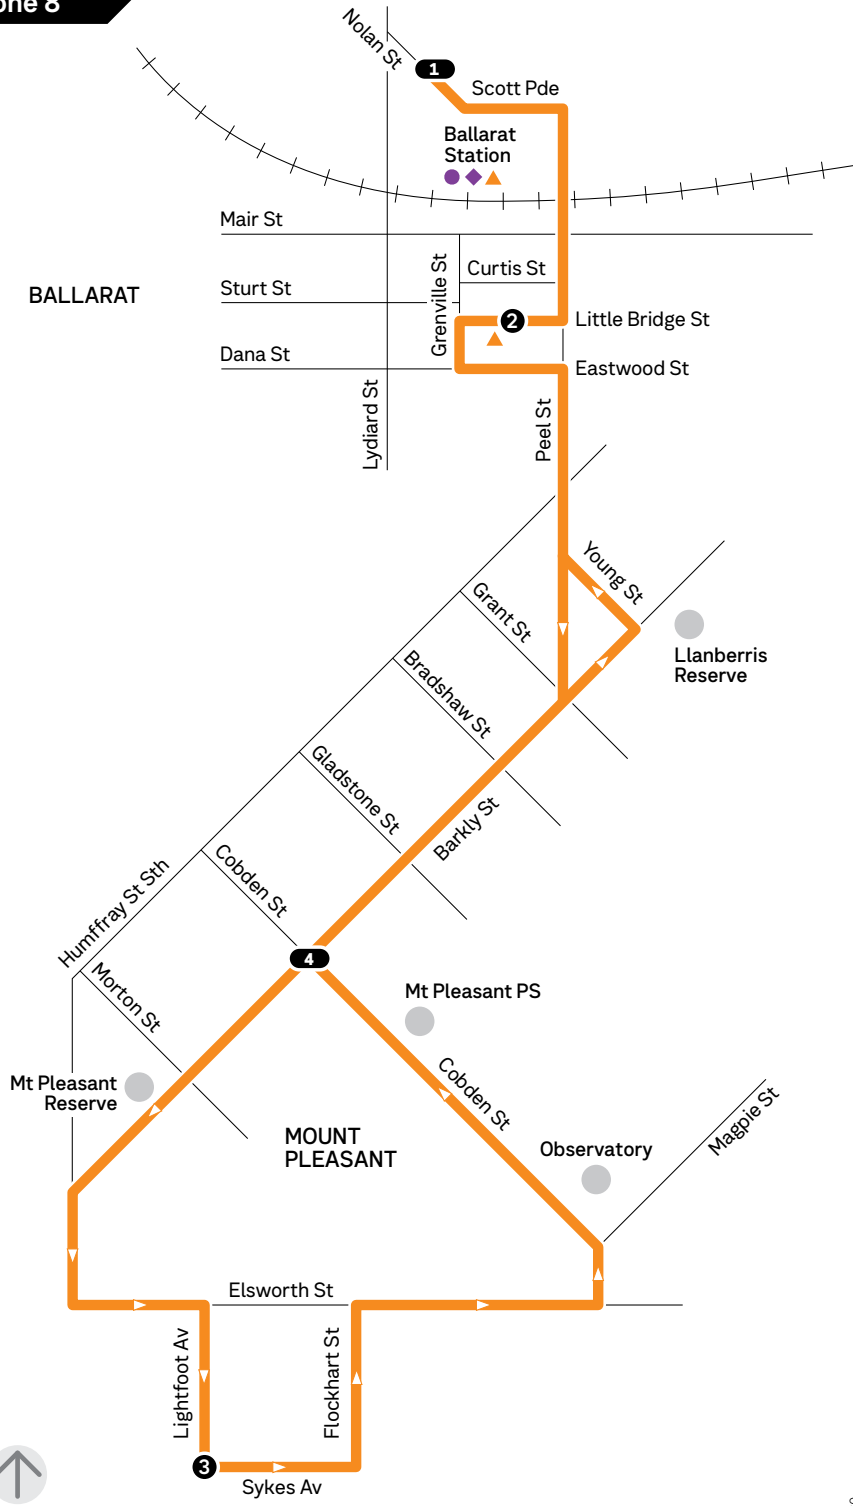 one 8
Nolan St
1
Scott Pde
Ballarat
Station
Mair St
Curtis St
BALLARAT
Sturt St
Grenville St
2
Little Bridge St
Dana St
Eastwood St
Lydiard St
Peel St
Young St
Grant St
Llanberris
Reserve
Bradshaw St
Gladstone St
Barkly St
Cobden St
Humffray St Sth
4
Morton St
Mt Pleasant PS
Mt Pleasant
Reserve
Cobden St
MOUNT
PLEASANT
Magpie St
Observatory
Elsworth St
Lightfoot Av
Flockhart St
3
Sykes Av